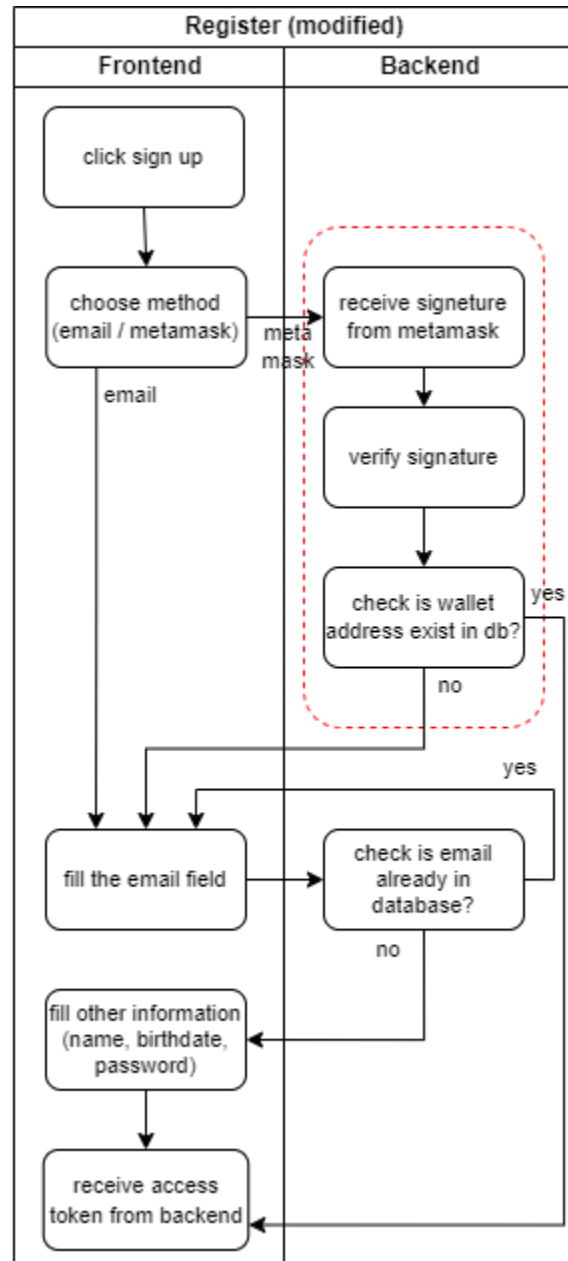 Register (modified)
Frontend
Backend
click sign up
choose method
(email / metamask)
meta
mask
receive signeture
from metamask
email
verify signature
check is wallet
address exist in db?
yes
no
yes
fill the email field
check is email
already in
database?
no
fill other information
(name, birthdate,
password)
receive access
token from backend